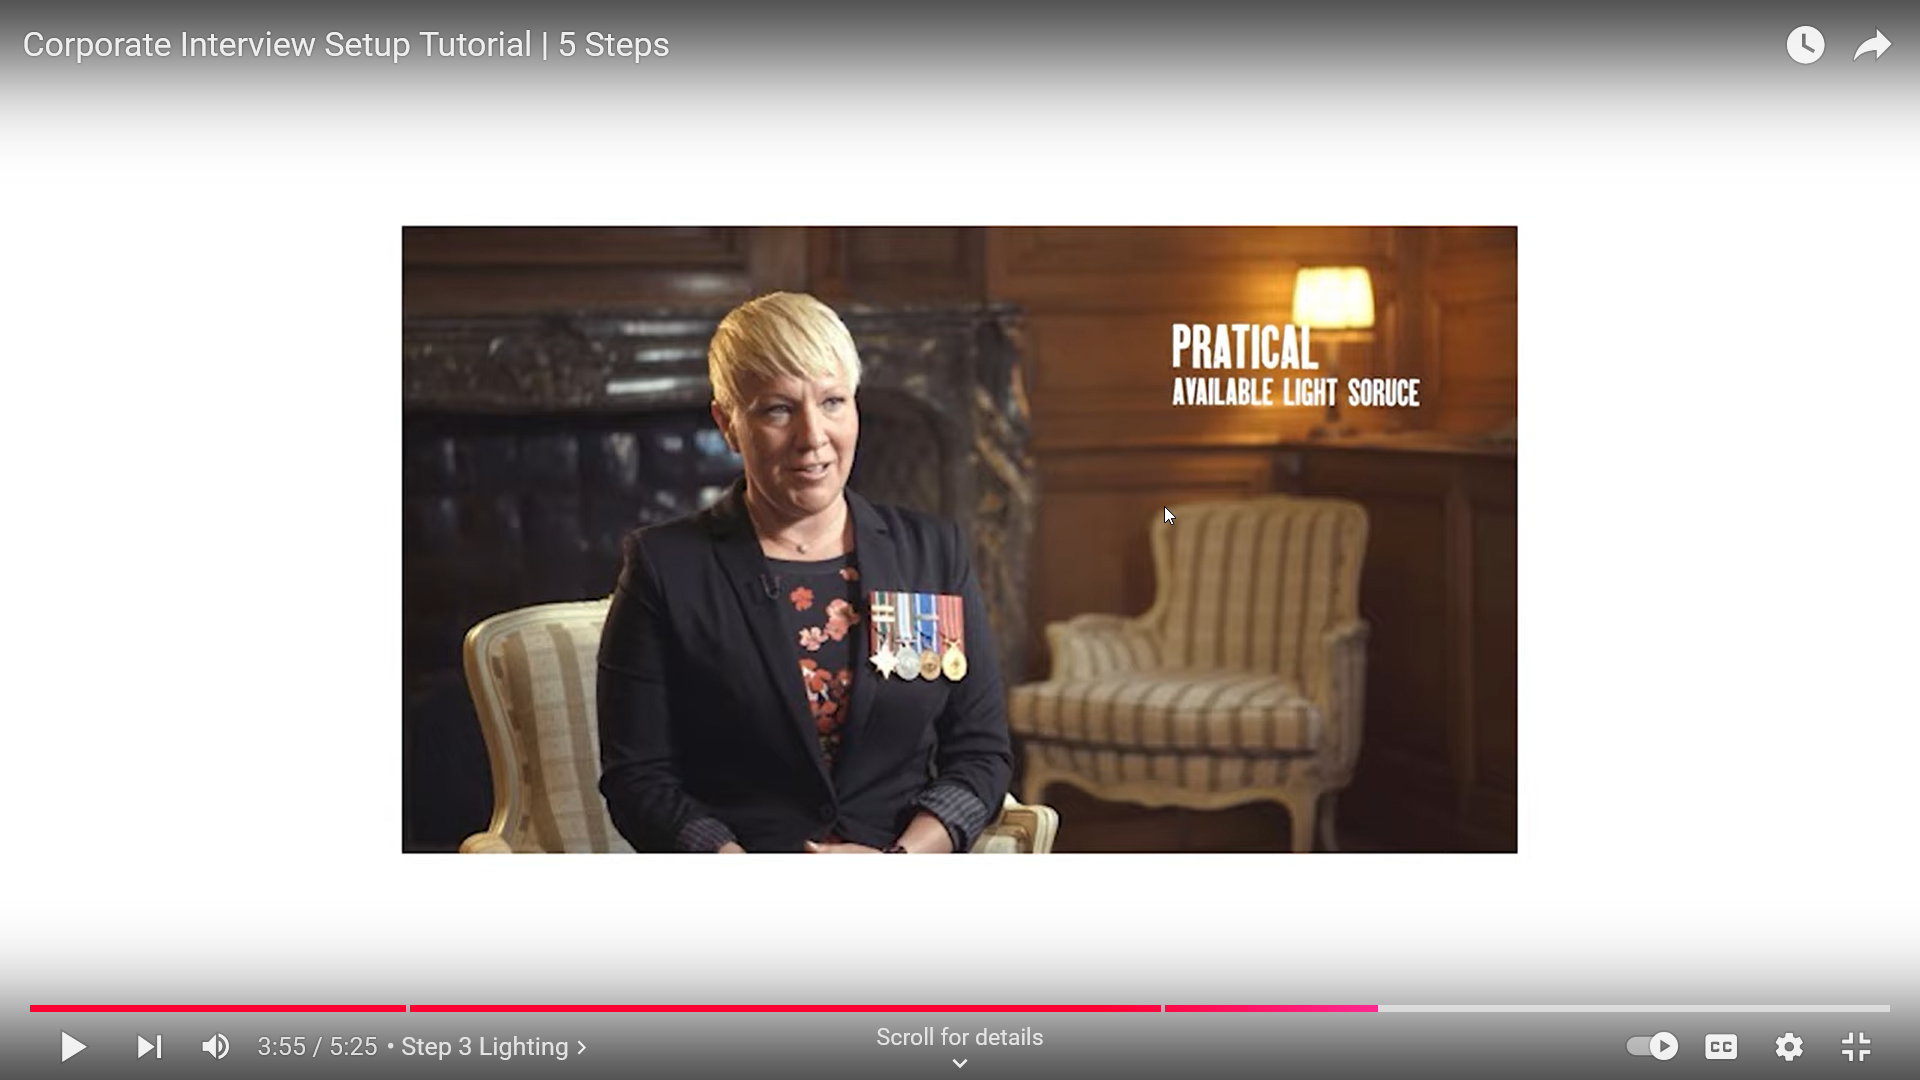 Corporate Interview Setup Tutorial | 5 Steps
PRATICAL
AVAILABLE LIGHT SORUCE
3:55 / 5:25 • Step 3 Lighting
Scroll for details
CC